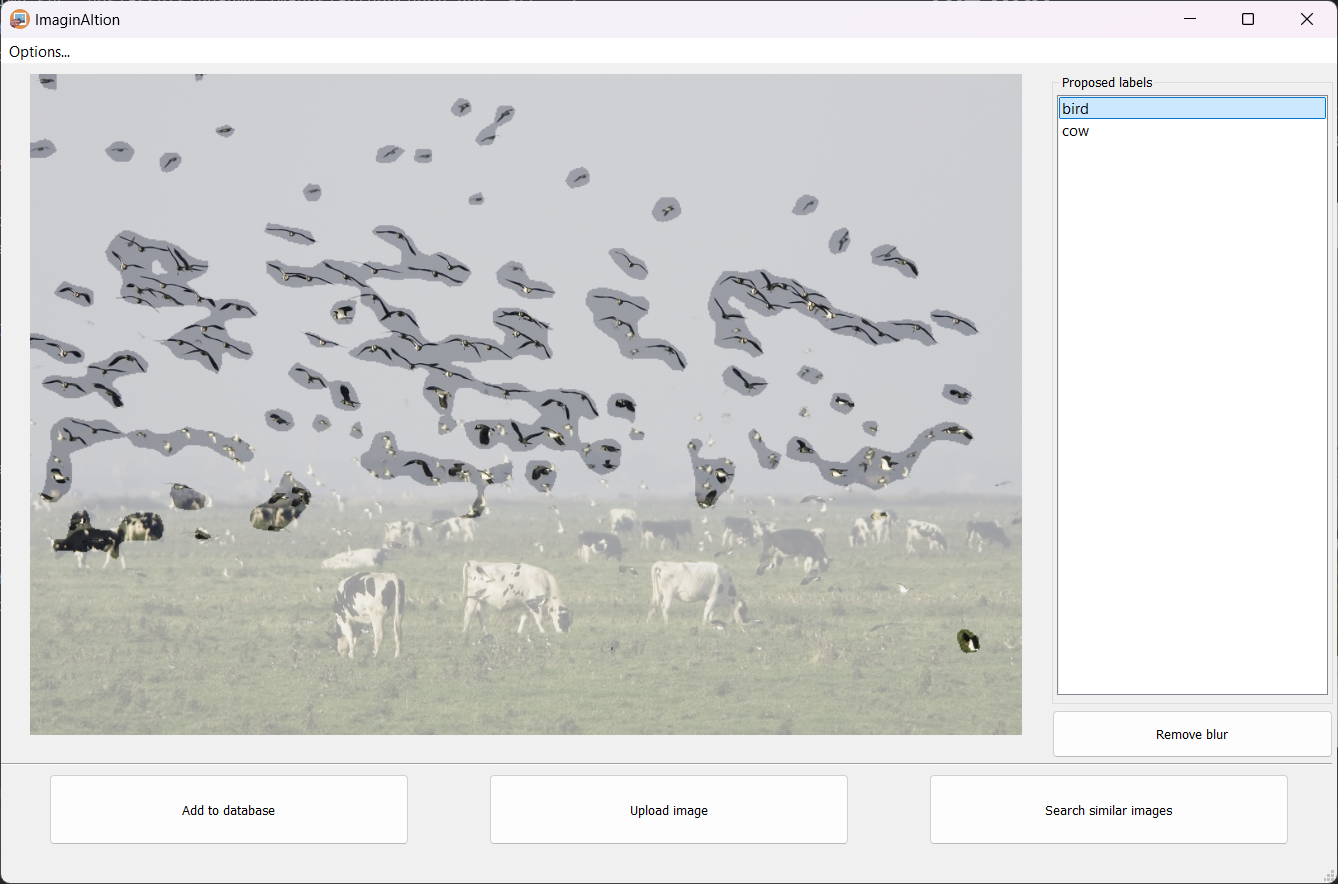 ImaginAItion
Options...
Proposed labels
bird
cow
Remove blur
Add to database
Upload image
Search similar images